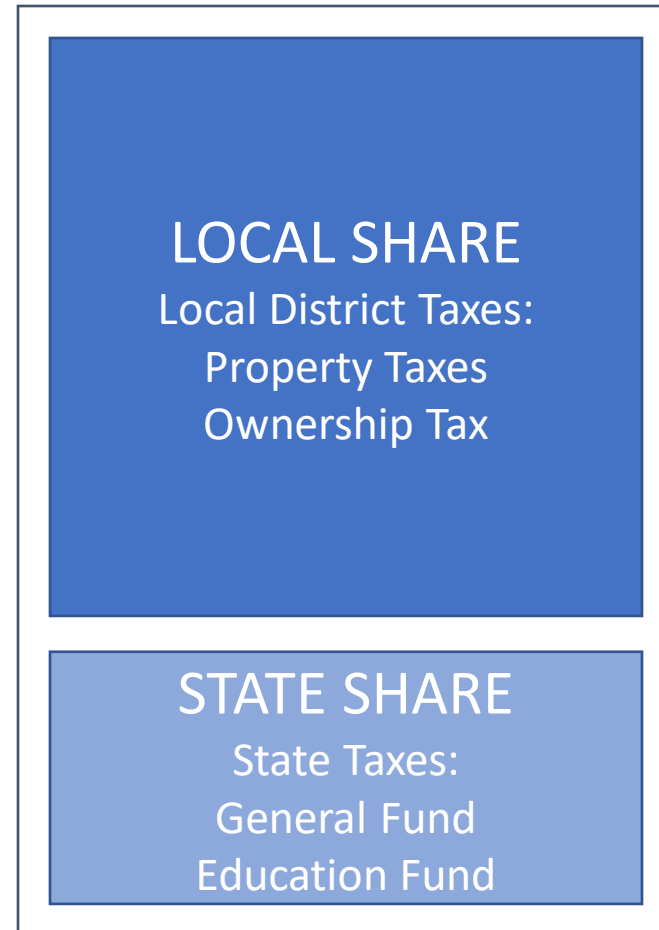 LOCAL SHARE
Local District Taxes:
Property Taxes
Ownership Tax
STATE SHARE
State Taxes:
General Fund
Education Fund